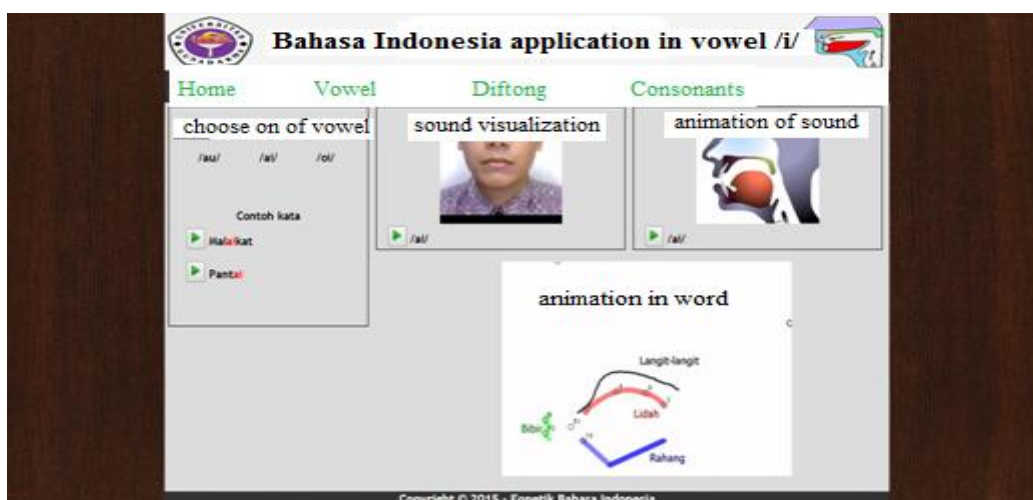 Bahasa Indonesia application in vowel /i/
Home Vowel Diftong Consonants
choose on of vowel
/au/ /ai/ /oi/
Contoh kata
Malaikat
Pantai
sound visualization
/ai/
animation of sound
/ai/
animation in word
Langit-langit
Lidah
Bibir
Rahang
Copyright © 2015 - Fonetik Bahasa Indonesia